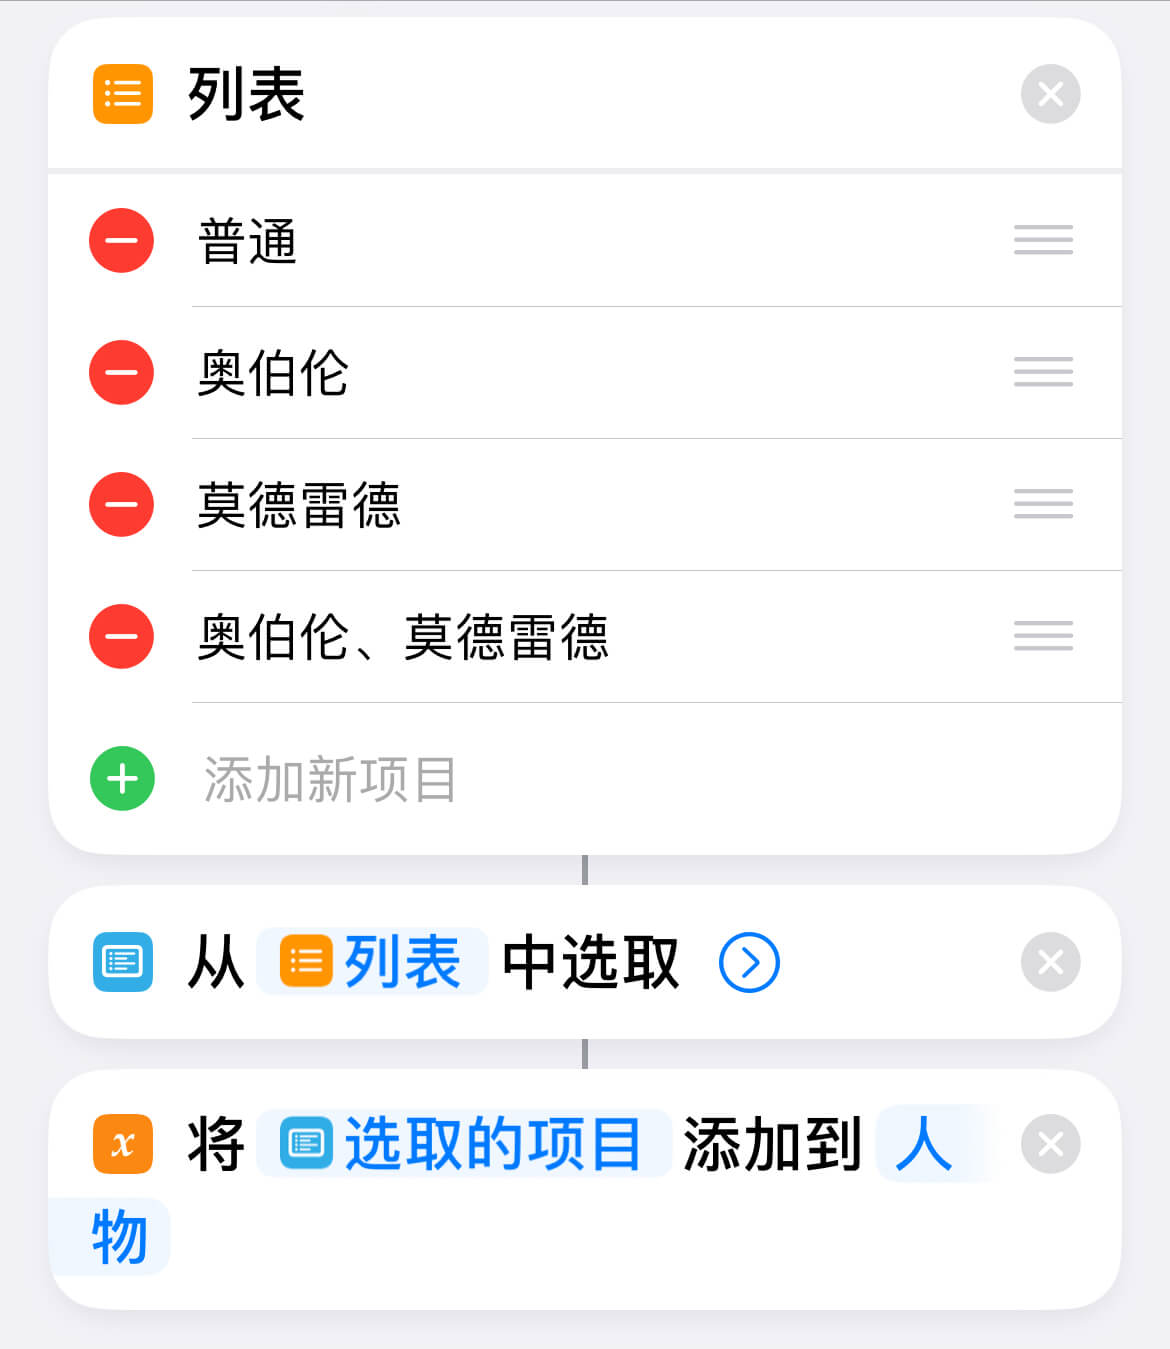 列表
普通
奥伯伦
莫德雷德
奥伯伦、莫德雷德
添加新项目
从 列表 中选取
x 将 选取的项目 添加到 人
物